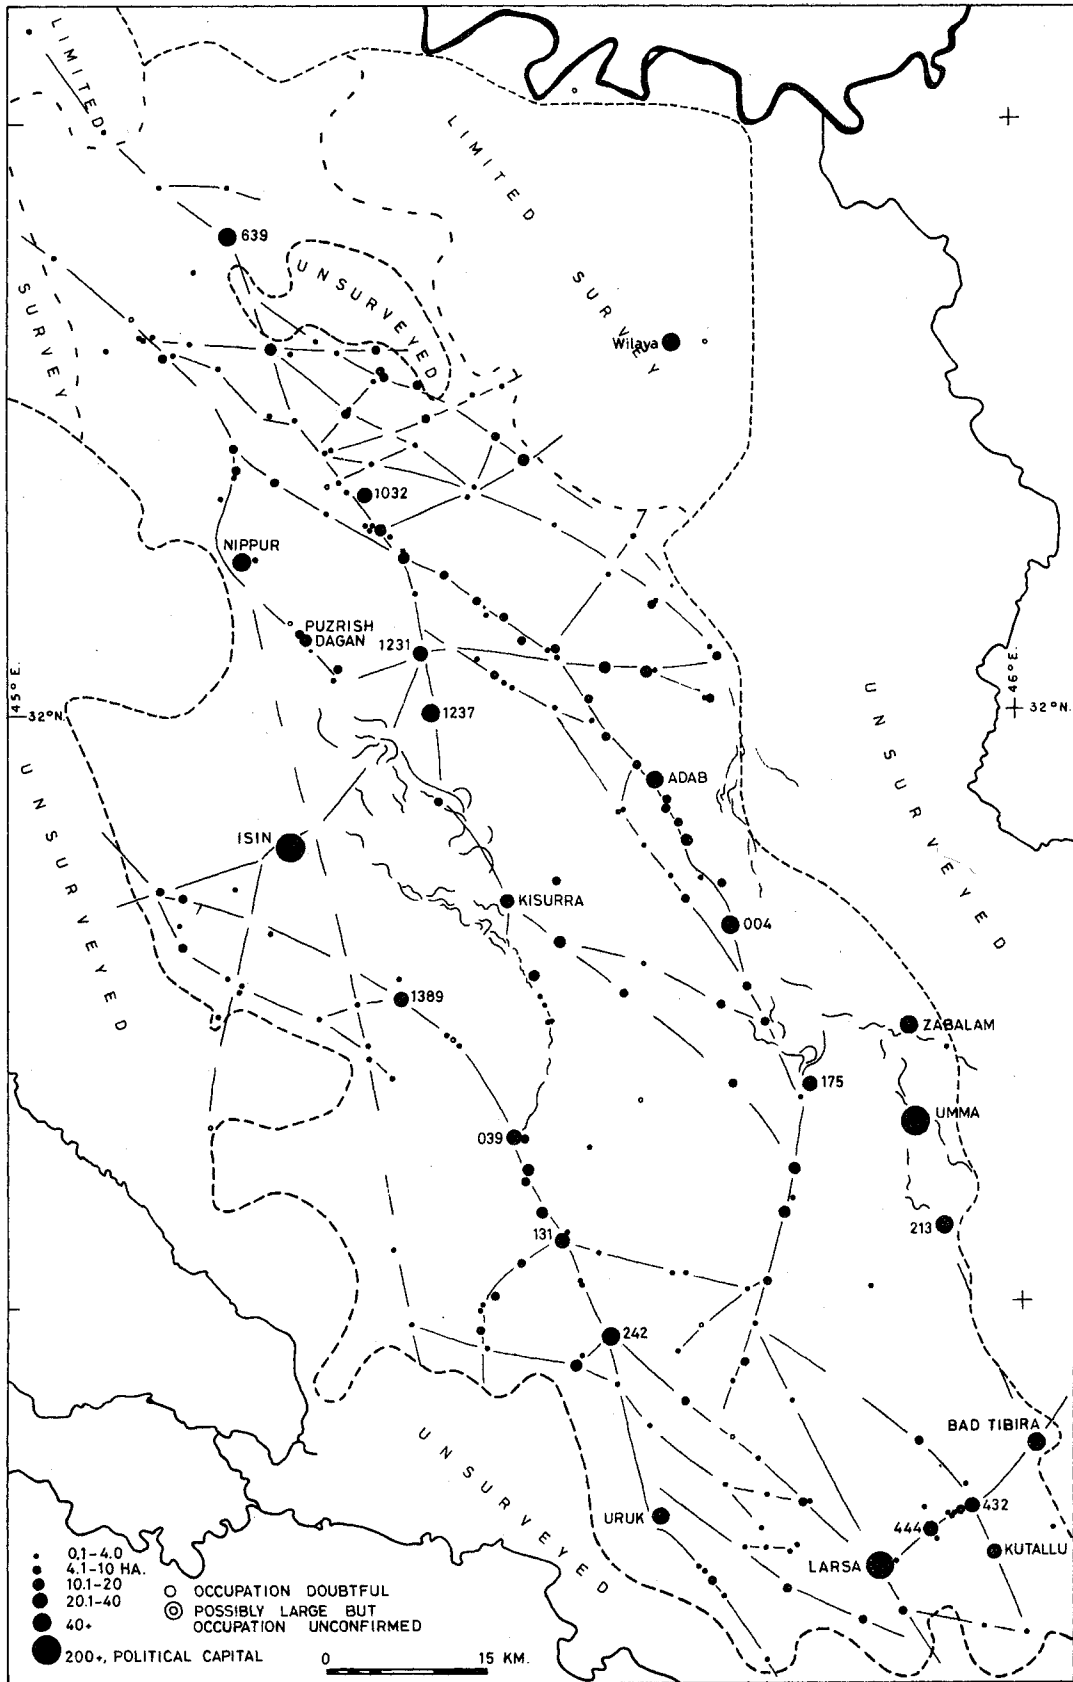 LIMITED
LIMITED
SURVEY
SURVEY
UNSURVEYED
639
Wilaya
1032
NIPPUR
PUZRISH
DAGAN
1231
45° E.
46° E.
32°N.
32°N.
1237
UNSURVEYED
UNSURVEYED
ADAB
ISIN
KISURRA
004
1389
ZABALAM
175
UMMA
039
213
131
242
BAD TIBIRA
UNSURVEYED
URUK
432
444
KUTALLU
LARSA
0.1–4.0
4.1–10 HA.
10.1–20
20.1–40
40+
200+, POLITICAL CAPITAL
OCCUPATION DOUBTFUL
POSSIBLY LARGE BUT
OCCUPATION UNCONFIRMED
0 15 KM.